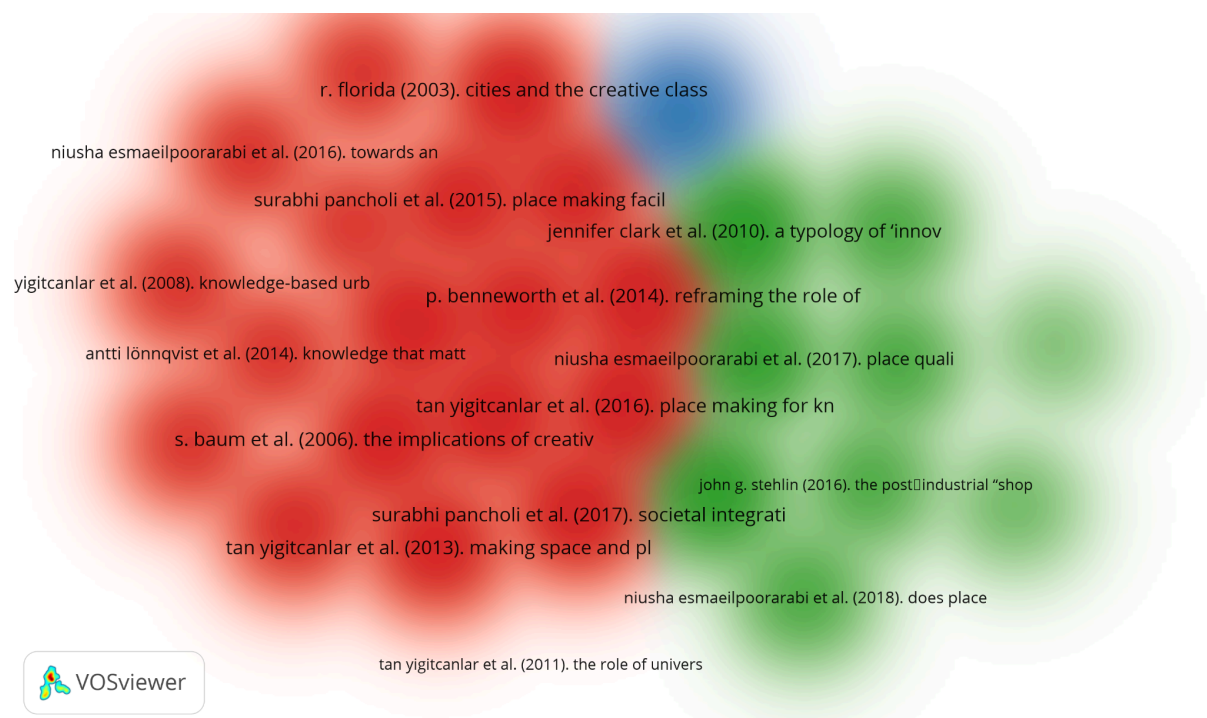 r. florida (2003). cities and the creative class
niusha esmaeilpoorarabi et al. (2016). towards an
surabhi pancholi et al. (2015). place making facil
jennifer clark et al. (2010). a typology of ‘innov
yigitcanlar et al. (2008). knowledge-based urb
p. benneworth et al. (2014). reframing the role of
antti lönnqvist et al. (2014). knowledge that matt
niusha esmaeilpoorarabi et al. (2017). place quali
tan yigitcanlar et al. (2016). place making for kn
s. baum et al. (2006). the implications of creativ
john g. stehlin (2016). the post▯industrial “shop
surabhi pancholi et al. (2017). societal integrati
tan yigitcanlar et al. (2013). making space and pl
niusha esmaeilpoorarabi et al. (2018). does place
tan yigitcanlar et al. (2011). the role of univers
VOSviewer